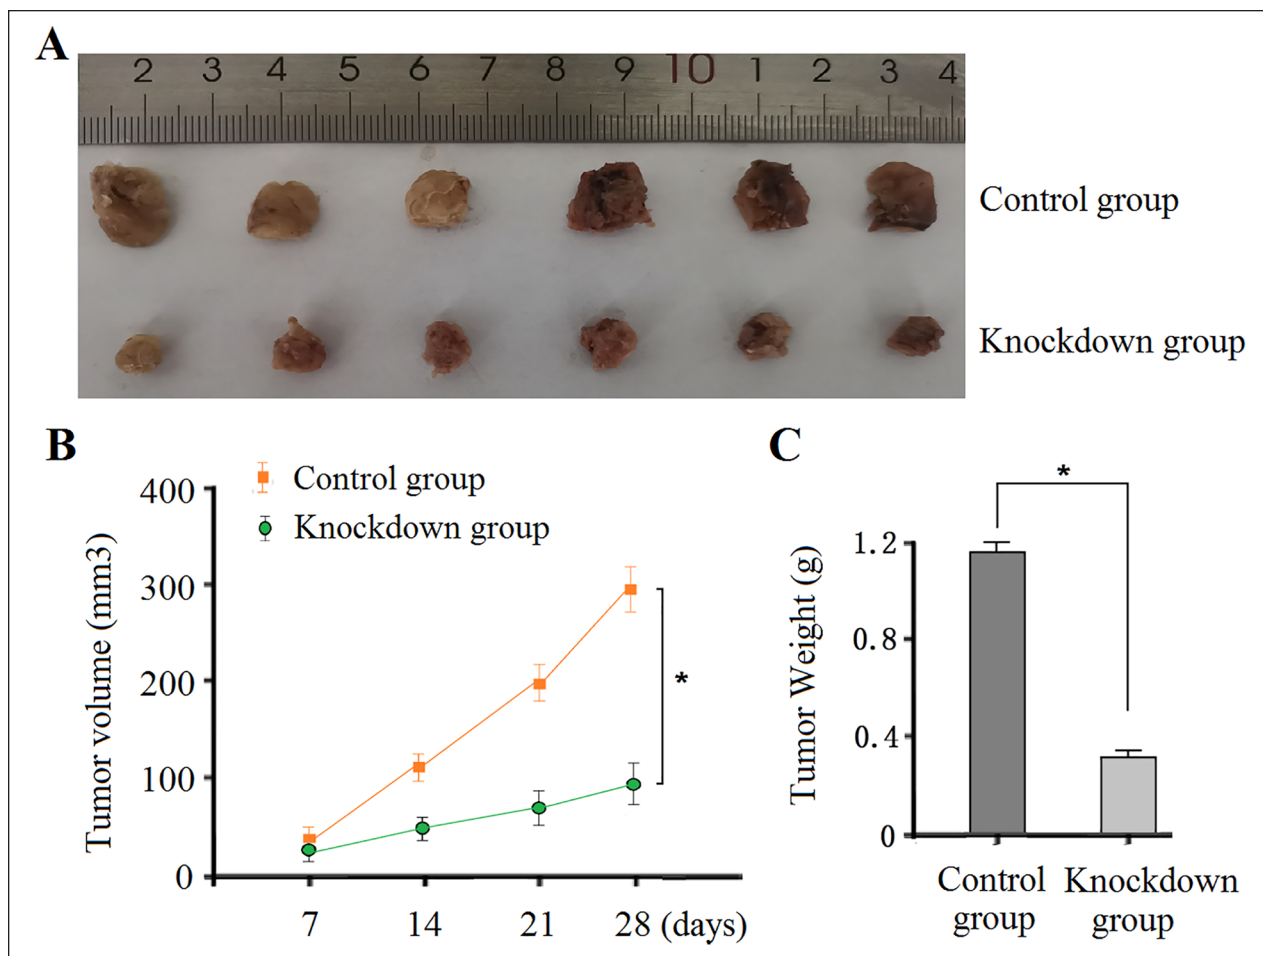 A
2 3 4 5 6 7 8 9 10 1 2 3 4
Control group
Knockdown group
B
Control group
Knockdown group
Tumor volume (mm3)
400
300
200
100
0
*
7 14 21 28 (days)
C
*
Tumor Weight (g)
1.2
0.8
0.4
0
Control
group
Knockdown
group